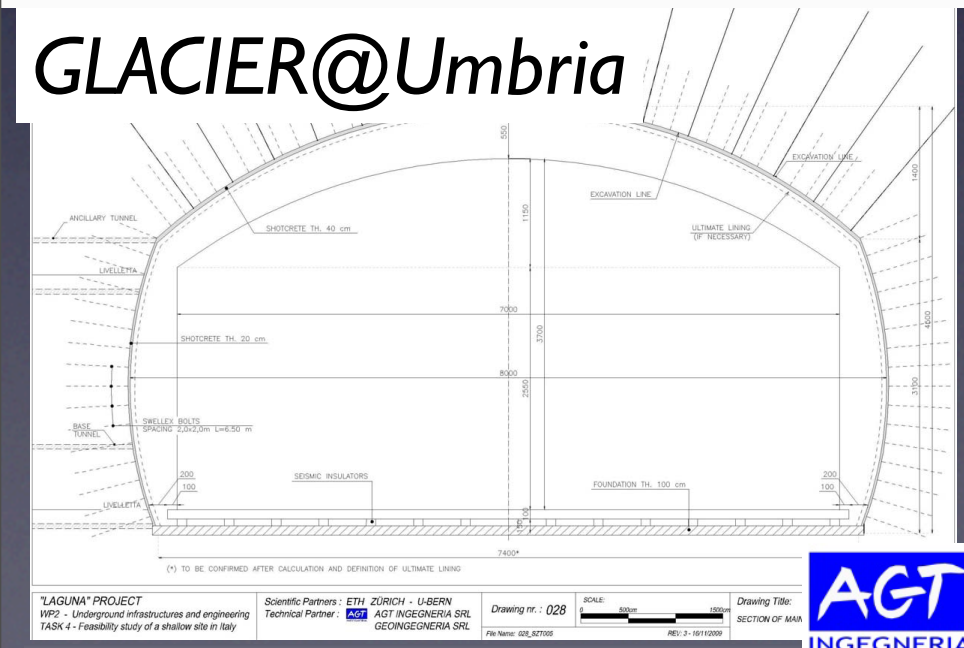 GLACIER@Umbria
550
EXCAVATION LINE
1400
EXCAVATION LINE
1150
ANCILLARY TUNNEL
SHOTCRETE TH. 40 cm
ULTIMATE LINING
(IF NECESSARY)
LIVELLETTA
7000
3700
4500
SHOTCRETE TH. 20 cm
8000
2550
3100
SWELLEX BOLTS
SPACING 2,0x2,0m L=6.50 m
BASE
TUNNEL
200
SEISMIC INSULATORS
200
100
FOUNDATION TH. 100 cm
100
LIVELLETTA
7400*
(*) TO BE CONFIRMED AFTER CALCULATION AND DEFINITION OF ULTIMATE LINING
"LAGUNA" PROJECT
WP2 - Underground infrastructures and engineering
TASK 4 - Feasibility study of a shallow site in Italy
Scientific Partners : ETH ZÜRICH - U-BERN
Technical Partner : AGT AGT INGEGNERIA SRL
GEOINGEGNERIA SRL
Drawing nr. : 028
SCALE:
0 500cm 1500cm
File Name: 028_SZT005
REV: 3 - 16/11/2009
Drawing Title:
SECTION OF MAIN
AGT
INGEGNERIA